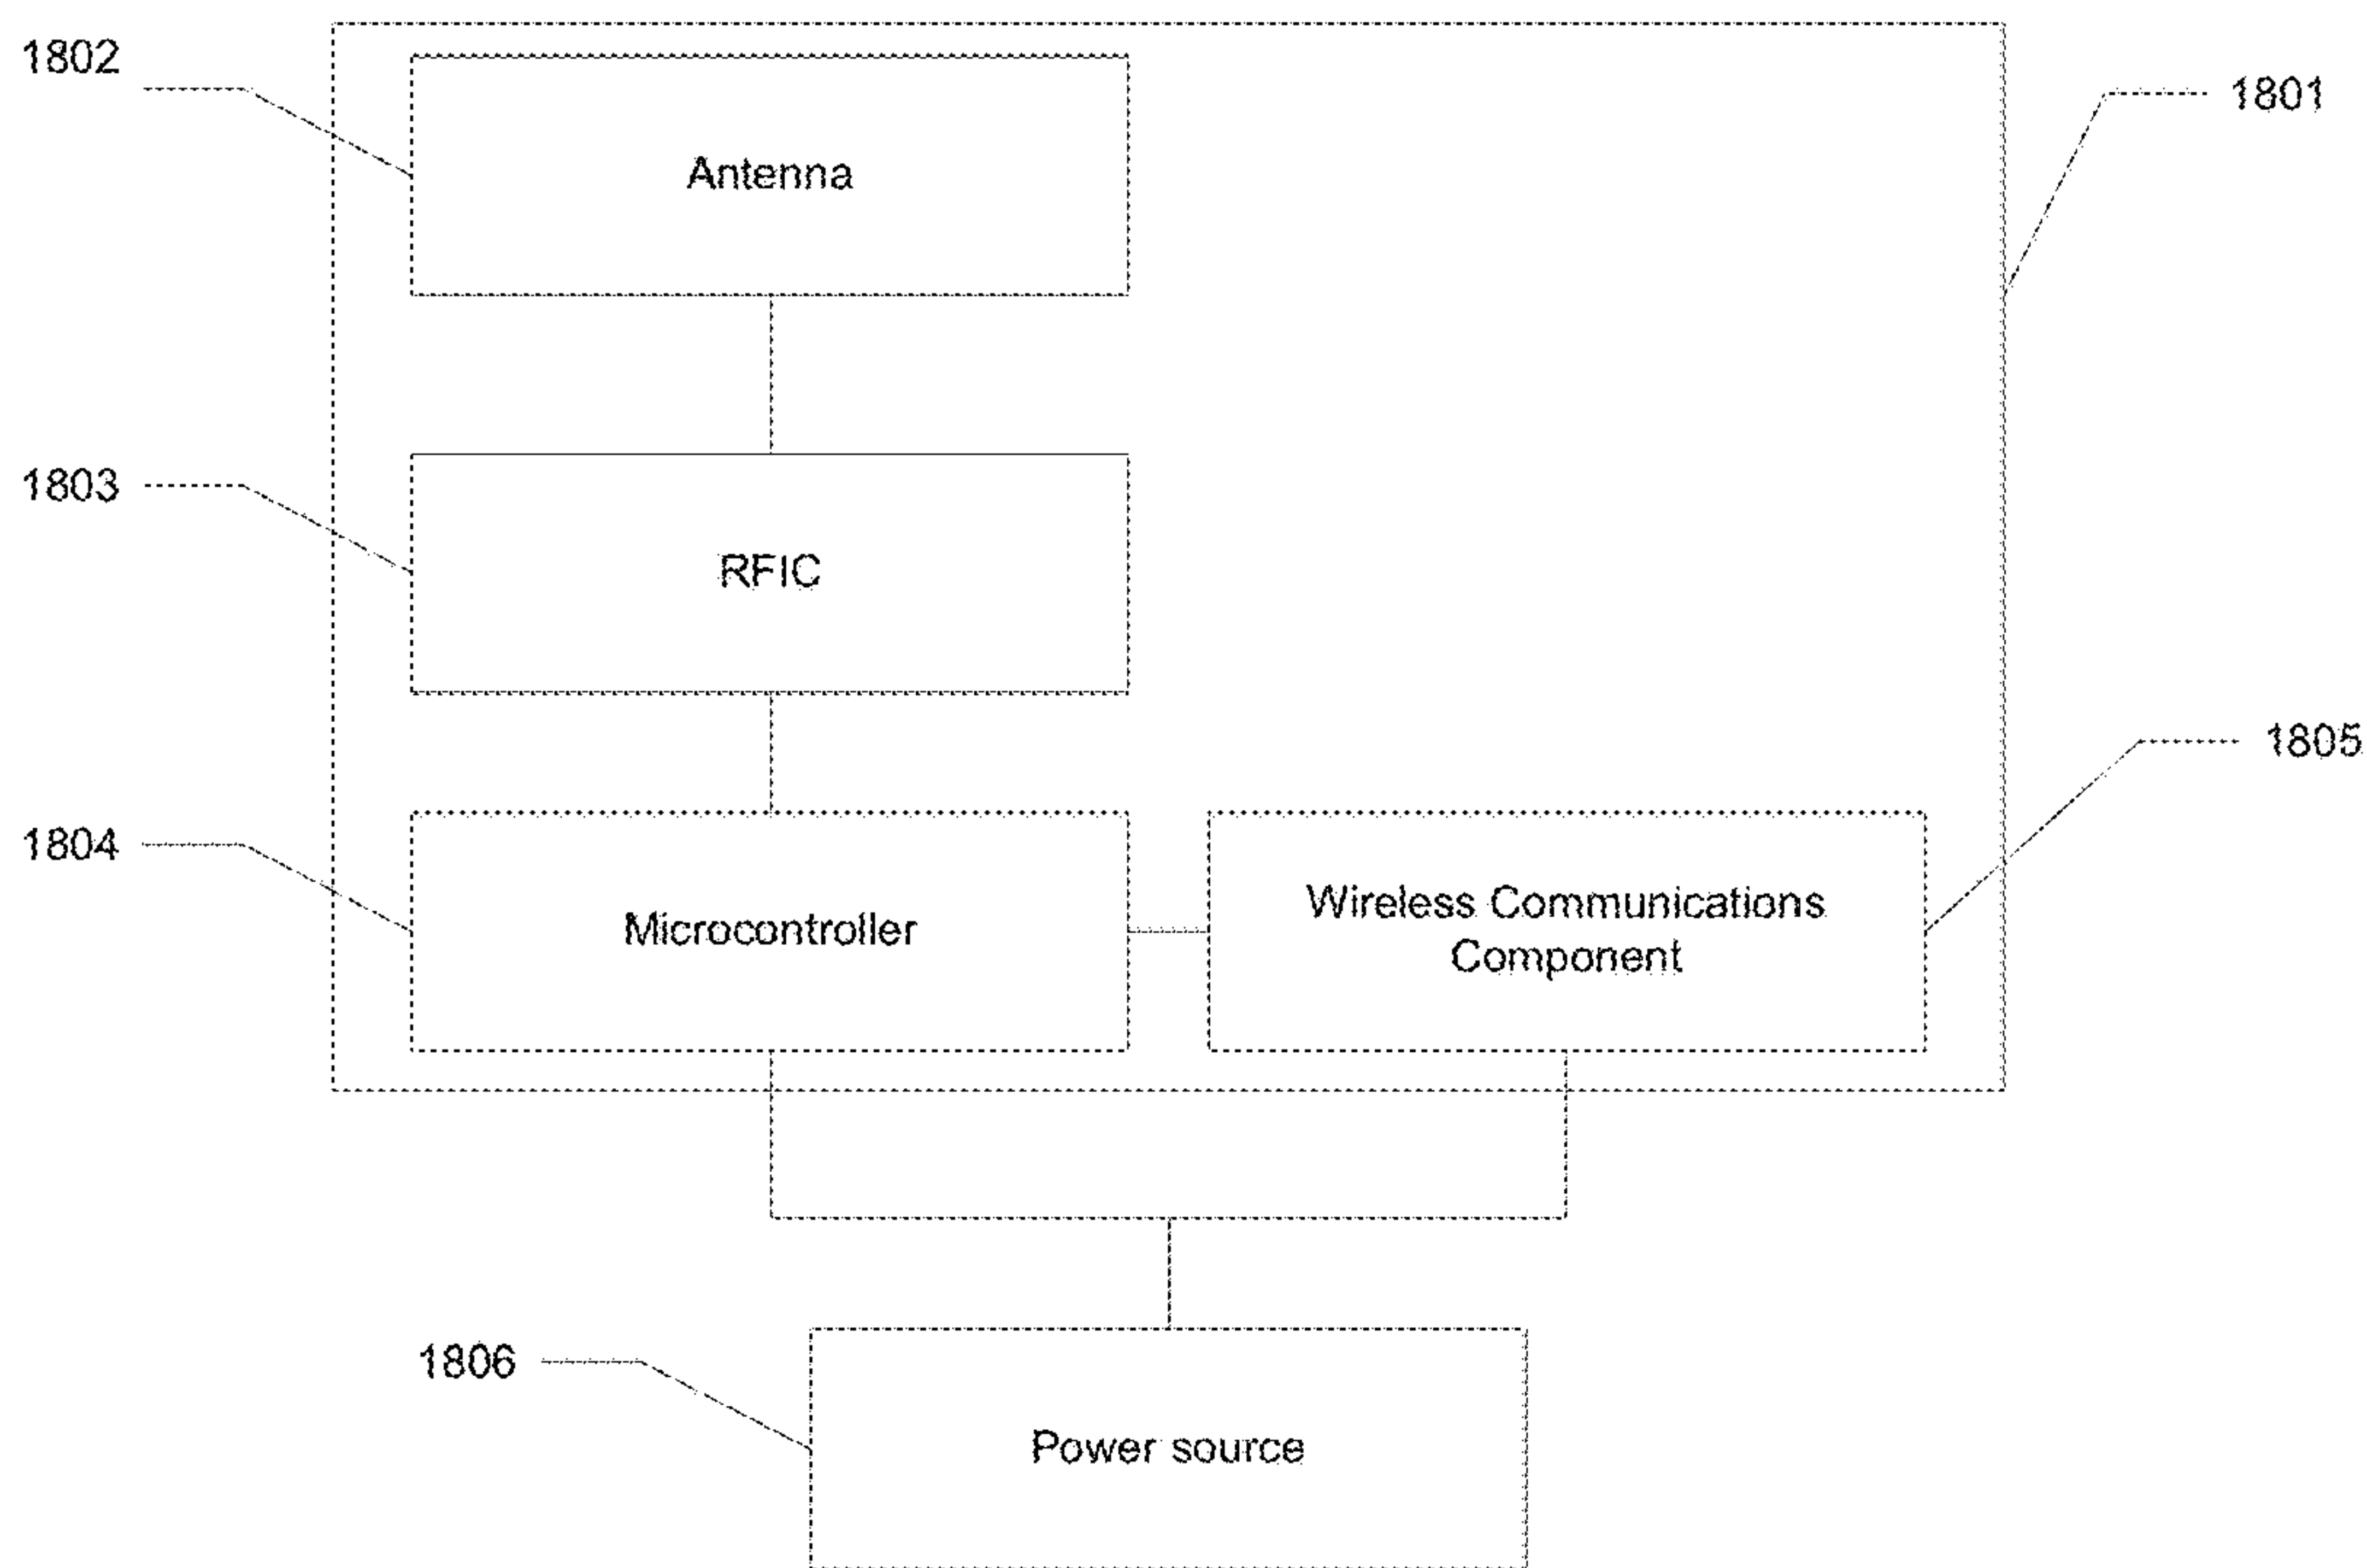 1802
1801
Antenna
1803
RFIC
1805
1804
Microcontroller
Wireless Communications
Component
1806
Power source